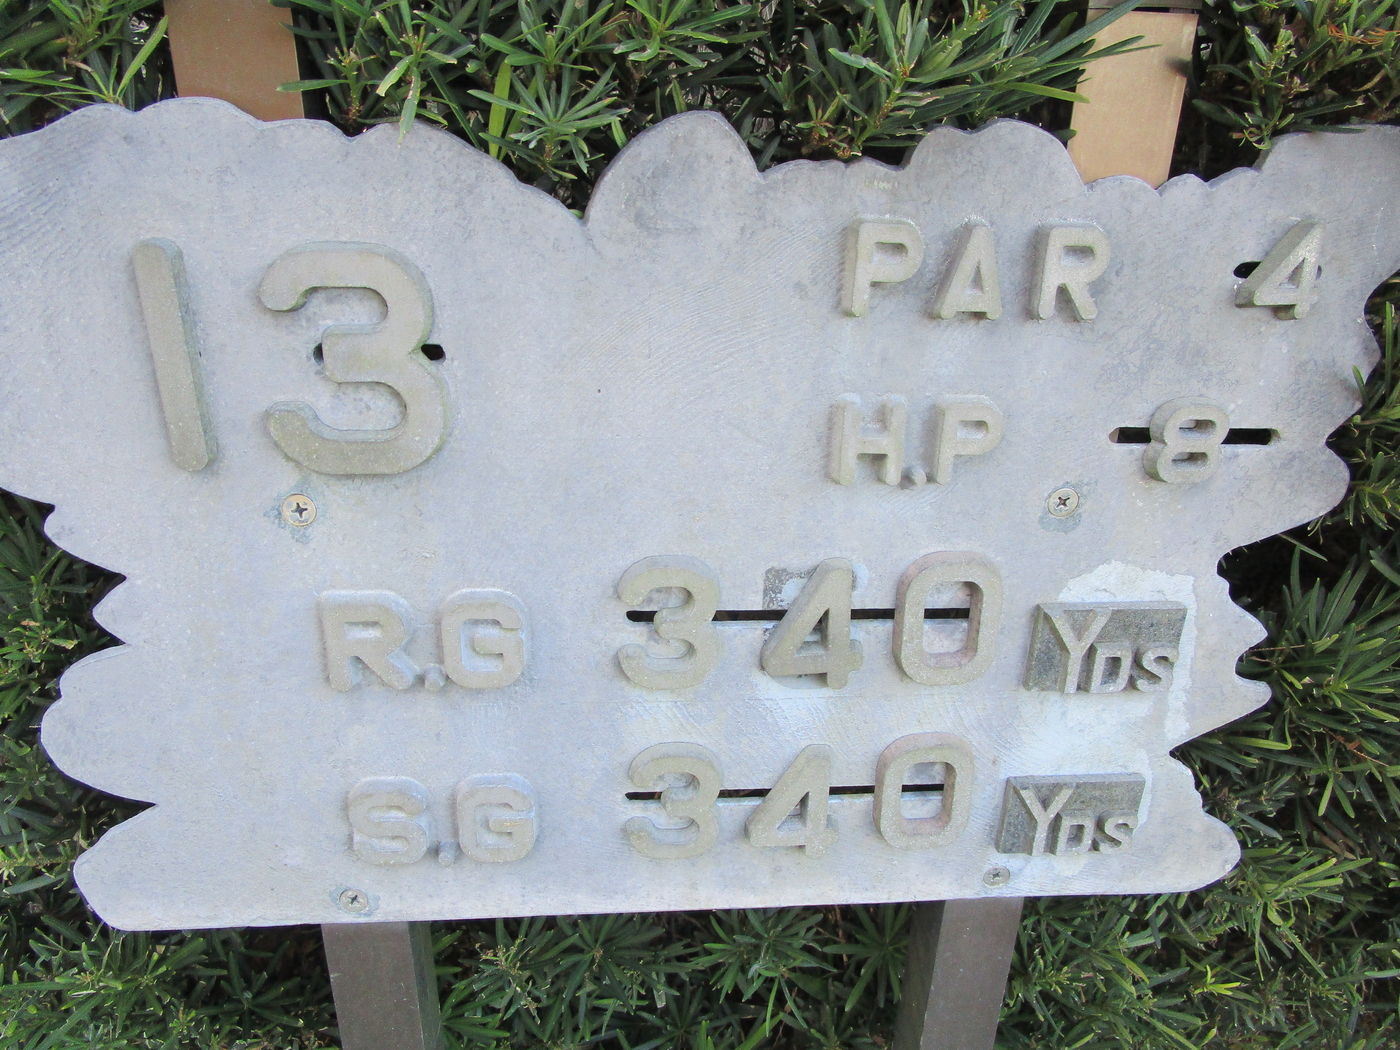 13 PAR 4
H.P 8
R.G 340 YDS
S.G 340 YDS